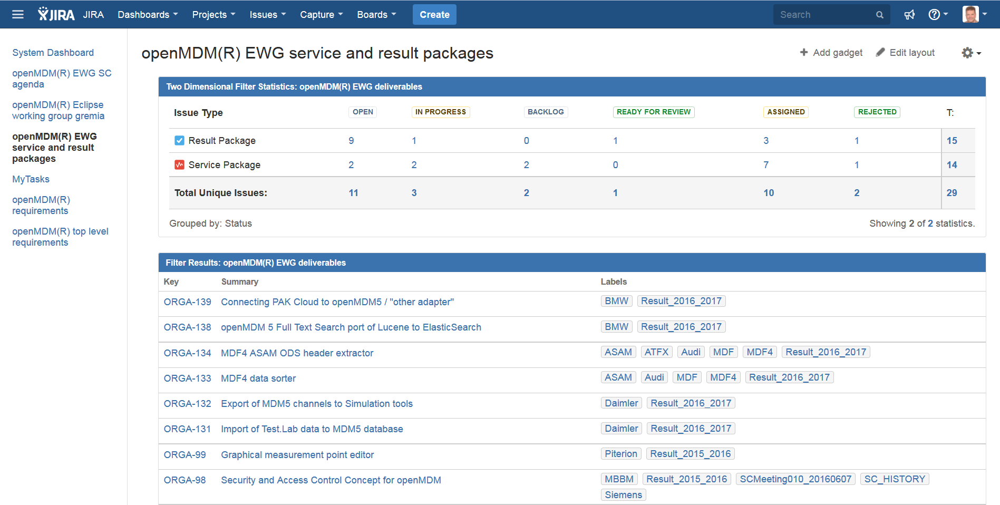 JIRA JIRA Dashboards Projects Issues Capture Boards Create Search
System Dashboard
openMDM(R) EWG SC
agenda
openMDM(R) Eclipse
working group gremia
openMDM(R) EWG
service and result
packages
MyTasks
openMDM(R)
requirements
openMDM(R) top level
requirements
openMDM(R) EWG service and result packages
Add gadget Edit layout
Two Dimensional Filter Statistics: openMDM(R) EWG deliverables
Issue Type OPEN IN PROGRESS BACKLOG READY FOR REVIEW ASSIGNED REJECTED T:
Result Package 9 1 0 1 3 1 15
Service Package 2 2 2 0 7 1 14
Total Unique Issues: 11 3 2 1 10 2 29
Grouped by: Status Showing 2 of 2 statistics.
Filter Results: openMDM(R) EWG deliverables
Key Summary Labels
ORGA-139 Connecting PAK Cloud to openMDM5 / "other adapter" BMW Result_2016_2017
ORGA-138 openMDM 5 Full Text Search port of Lucene to ElasticSearch BMW Result_2016_2017
ORGA-134 MDF4 ASAM ODS header extractor ASAM ATFX Audi MDF MDF4 Result_2016_2017
ORGA-133 MDF4 data sorter ASAM Audi MDF MDF4 Result_2016_2017
ORGA-132 Export of MDM5 channels to Simulation tools Daimler Result_2016_2017
ORGA-131 Import of Test.Lab data to MDM5 database Daimler Result_2016_2017
ORGA-99 Graphical measurement point editor Piterion Result_2015_2016
ORGA-98 Security and Access Control Concept for openMDM MBBM Result_2015_2016 SCMeeting010_20160607 SC_HISTORY
Siemens